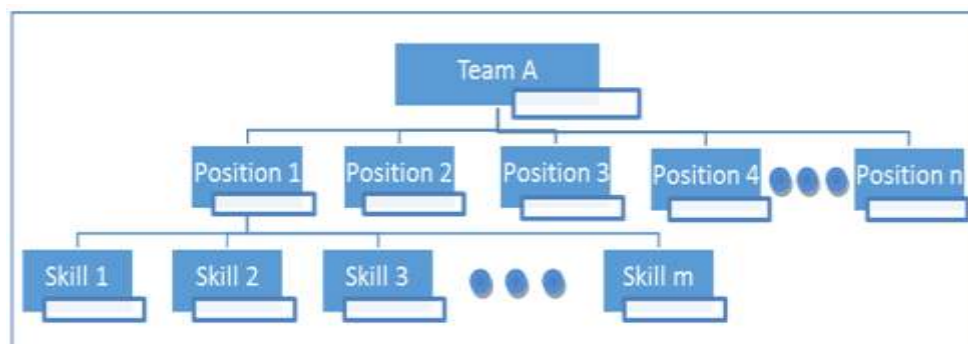 Team A
Position 1 Position 2 Position 3 Position 4 Position n
Skill 1 Skill 2 Skill 3 Skill m